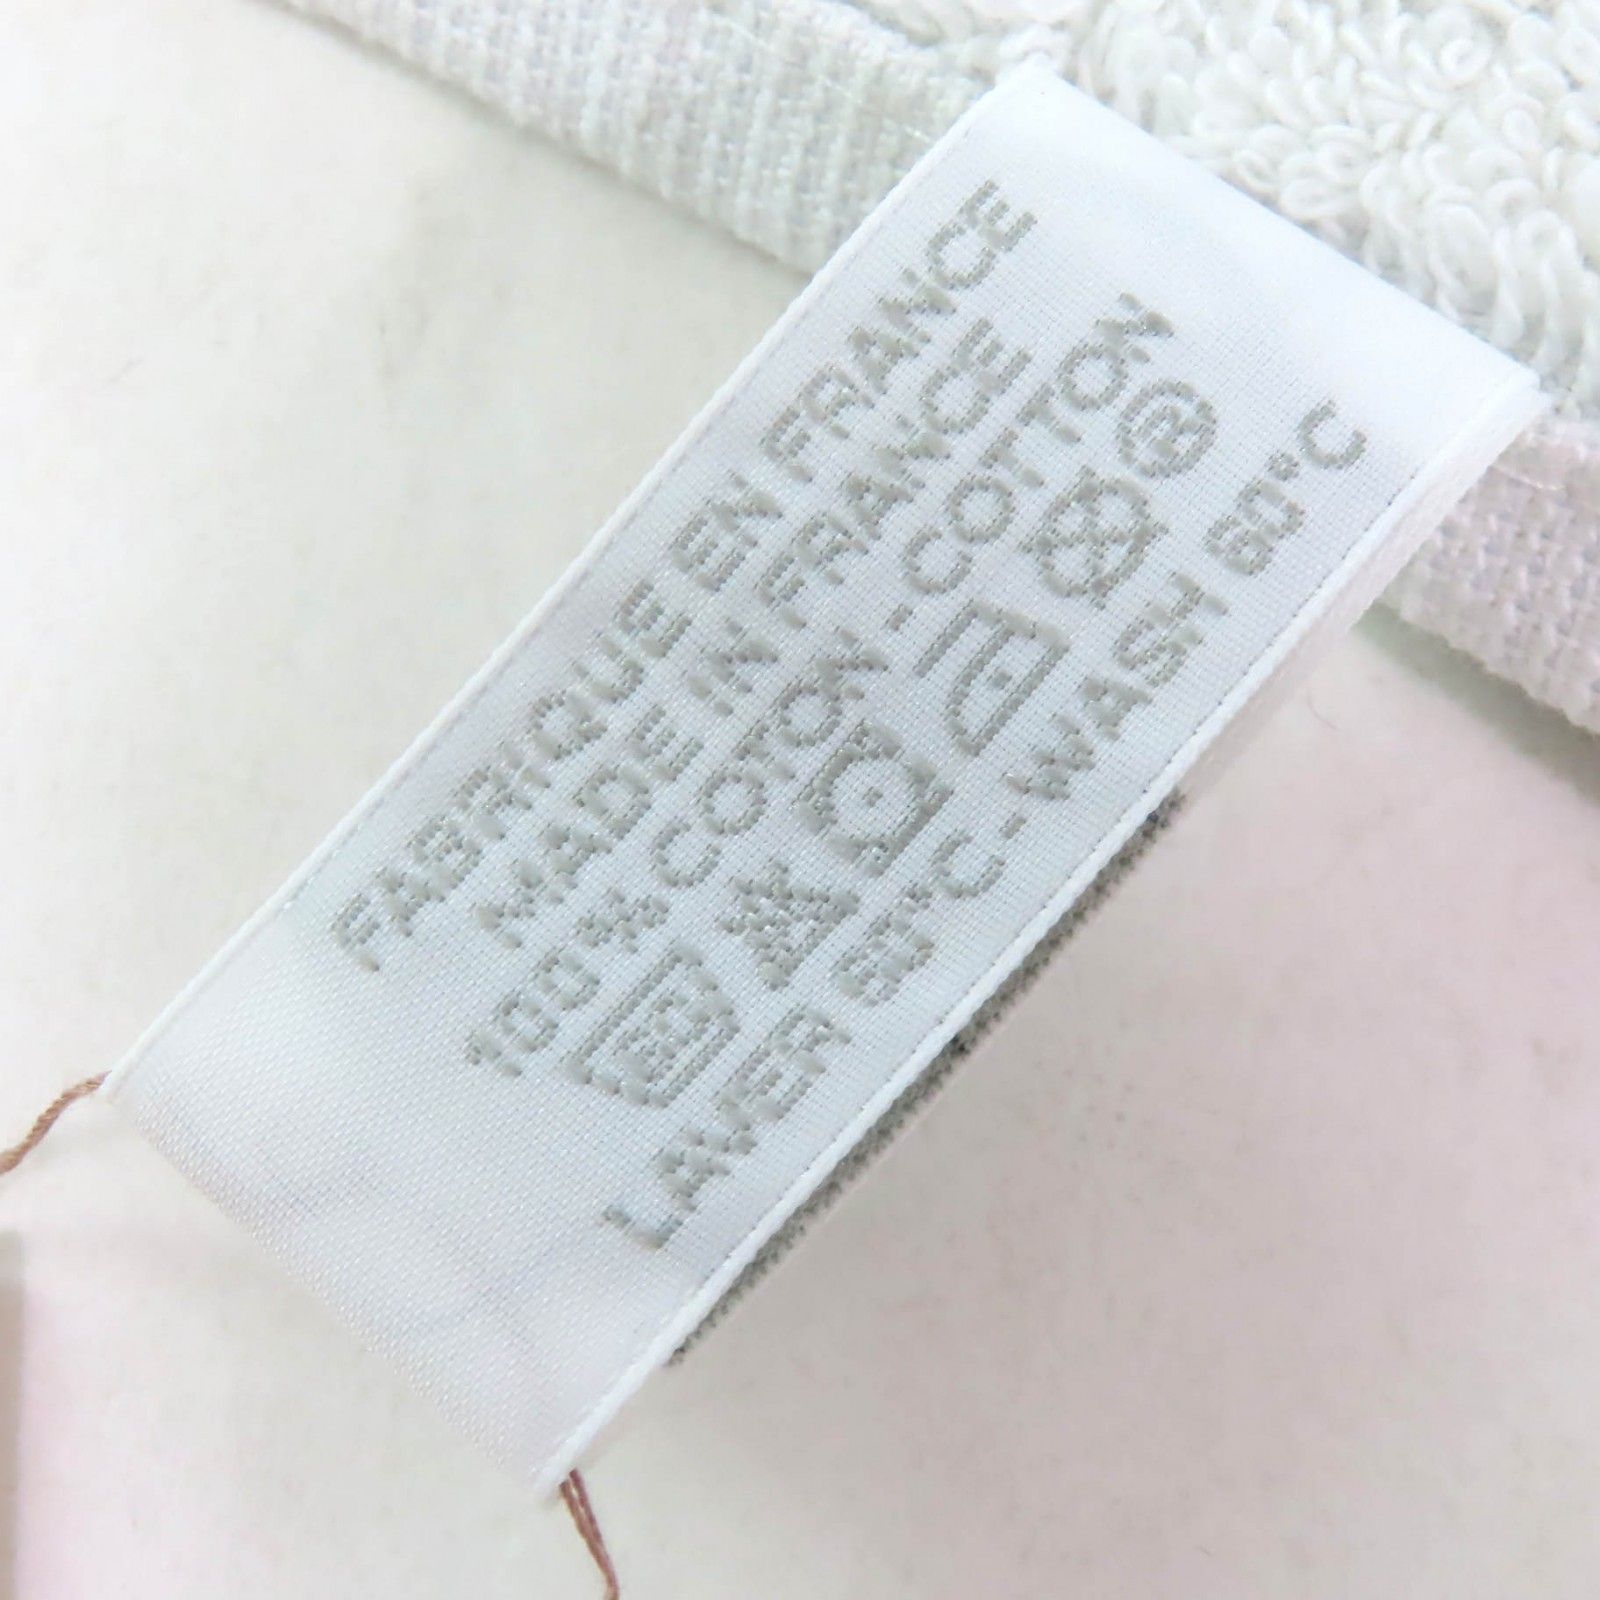 FABRIQUE EN FRANCE
MADE IN FRANCE
100% COTON - COTTON
LAVER 60°C - WASH 60°C